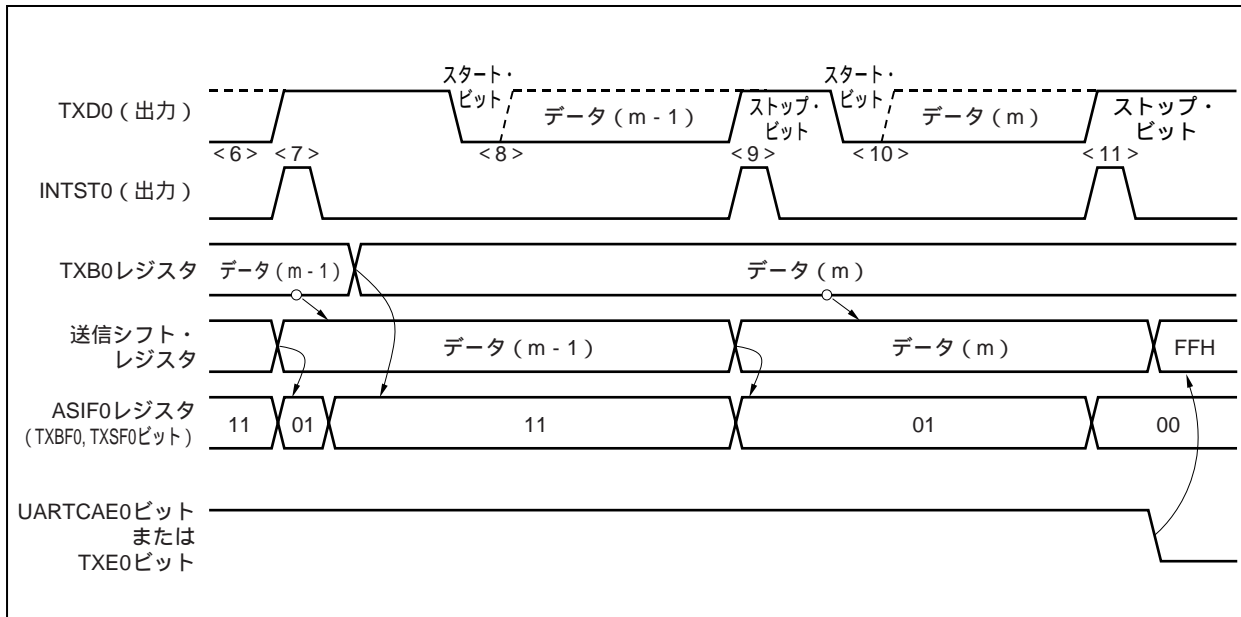 TXD0（出力）
スタート・
ビット
データ（m - 1）
ストップ・
ビット
スタート・
ビット
データ（m）
ストップ・
ビット
<6>
<7>
<8>
<9>
<10>
<11>
INTST0（出力）
TXB0レジスタ
データ（m - 1）
データ（m）
送信シフト・
レジスタ
データ（m - 1）
データ（m）
FFH
ASIF0レジスタ
（TXBF0, TXSF0ビット）
11
01
11
01
00
UARTCAE0ビット
または
TXE0ビット